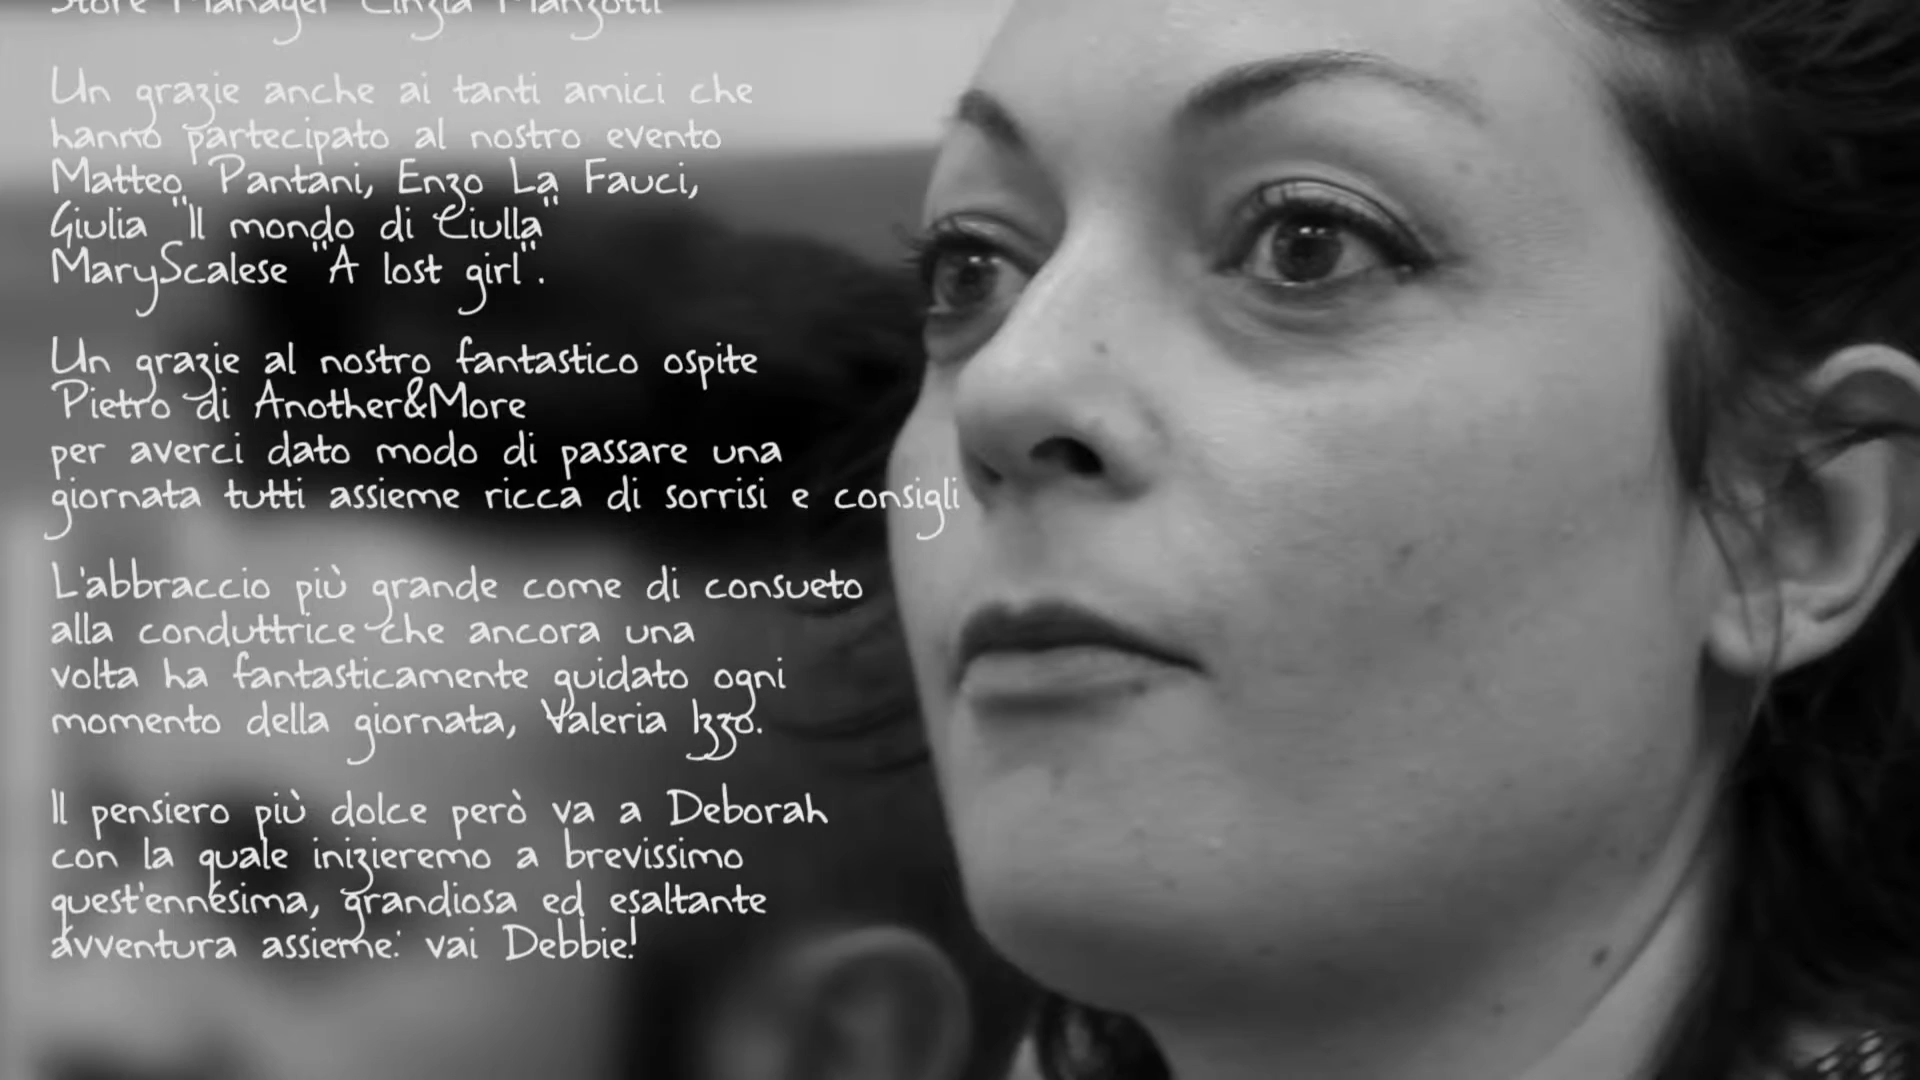 Store Manager Cinzia Manzotti
Un grazie anche ai tanti amici che
hanno partecipato al nostro evento
Matteo Pantani, Enzo La Fauci,
Giulia "Il mondo di Ciulla"
MaryScalese "A lost girl".
Un grazie al nostro fantastico ospite
Pietro di Another&More
per averci dato modo di passare una
giornata tutti assieme ricca di sorrisi e consigli
L'abbraccio più grande come di consueto
alla conduttrice che ancora una
volta ha fantasticamente guidato ogni
momento della giornata, Valeria Izzo.
Il pensiero più dolce però va a Deborah
con la quale inizieremo a brevissimo
quest'ennesima, grandiosa ed esaltante
avventura assieme: vai Debbie!